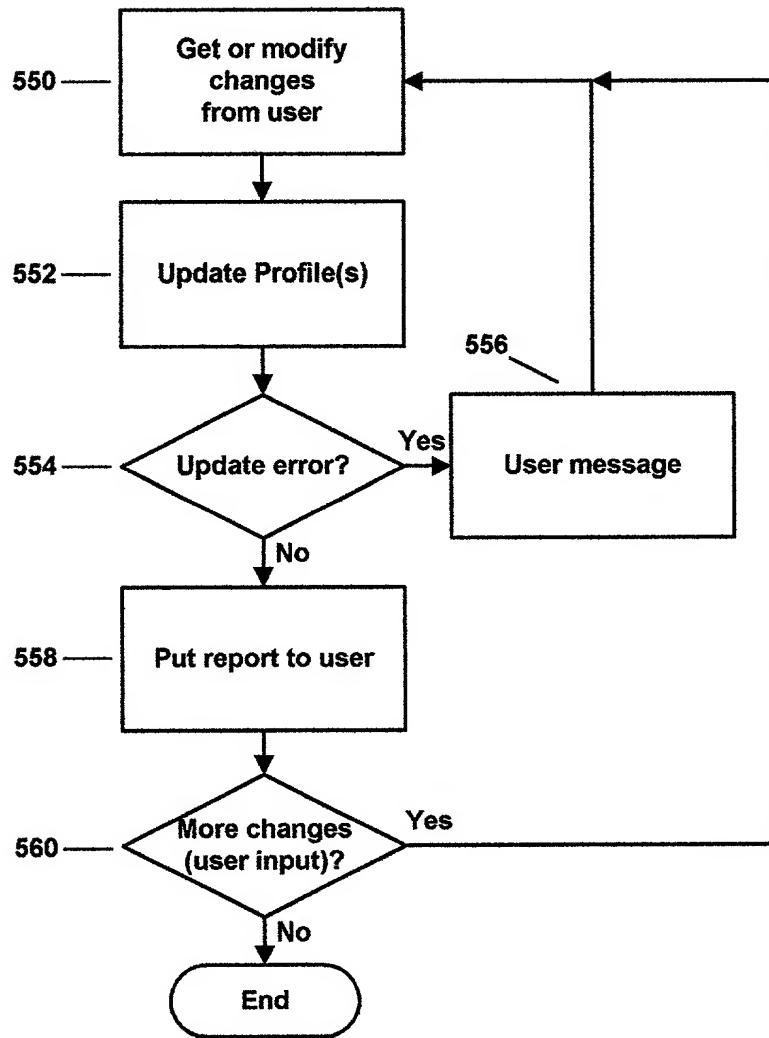 Get or modify
changes
from user
550
Update Profile(s)
552
556
Update error?
Yes
554
User message
No
Put report to user
558
More changes
(user input)?
Yes
560
No
End